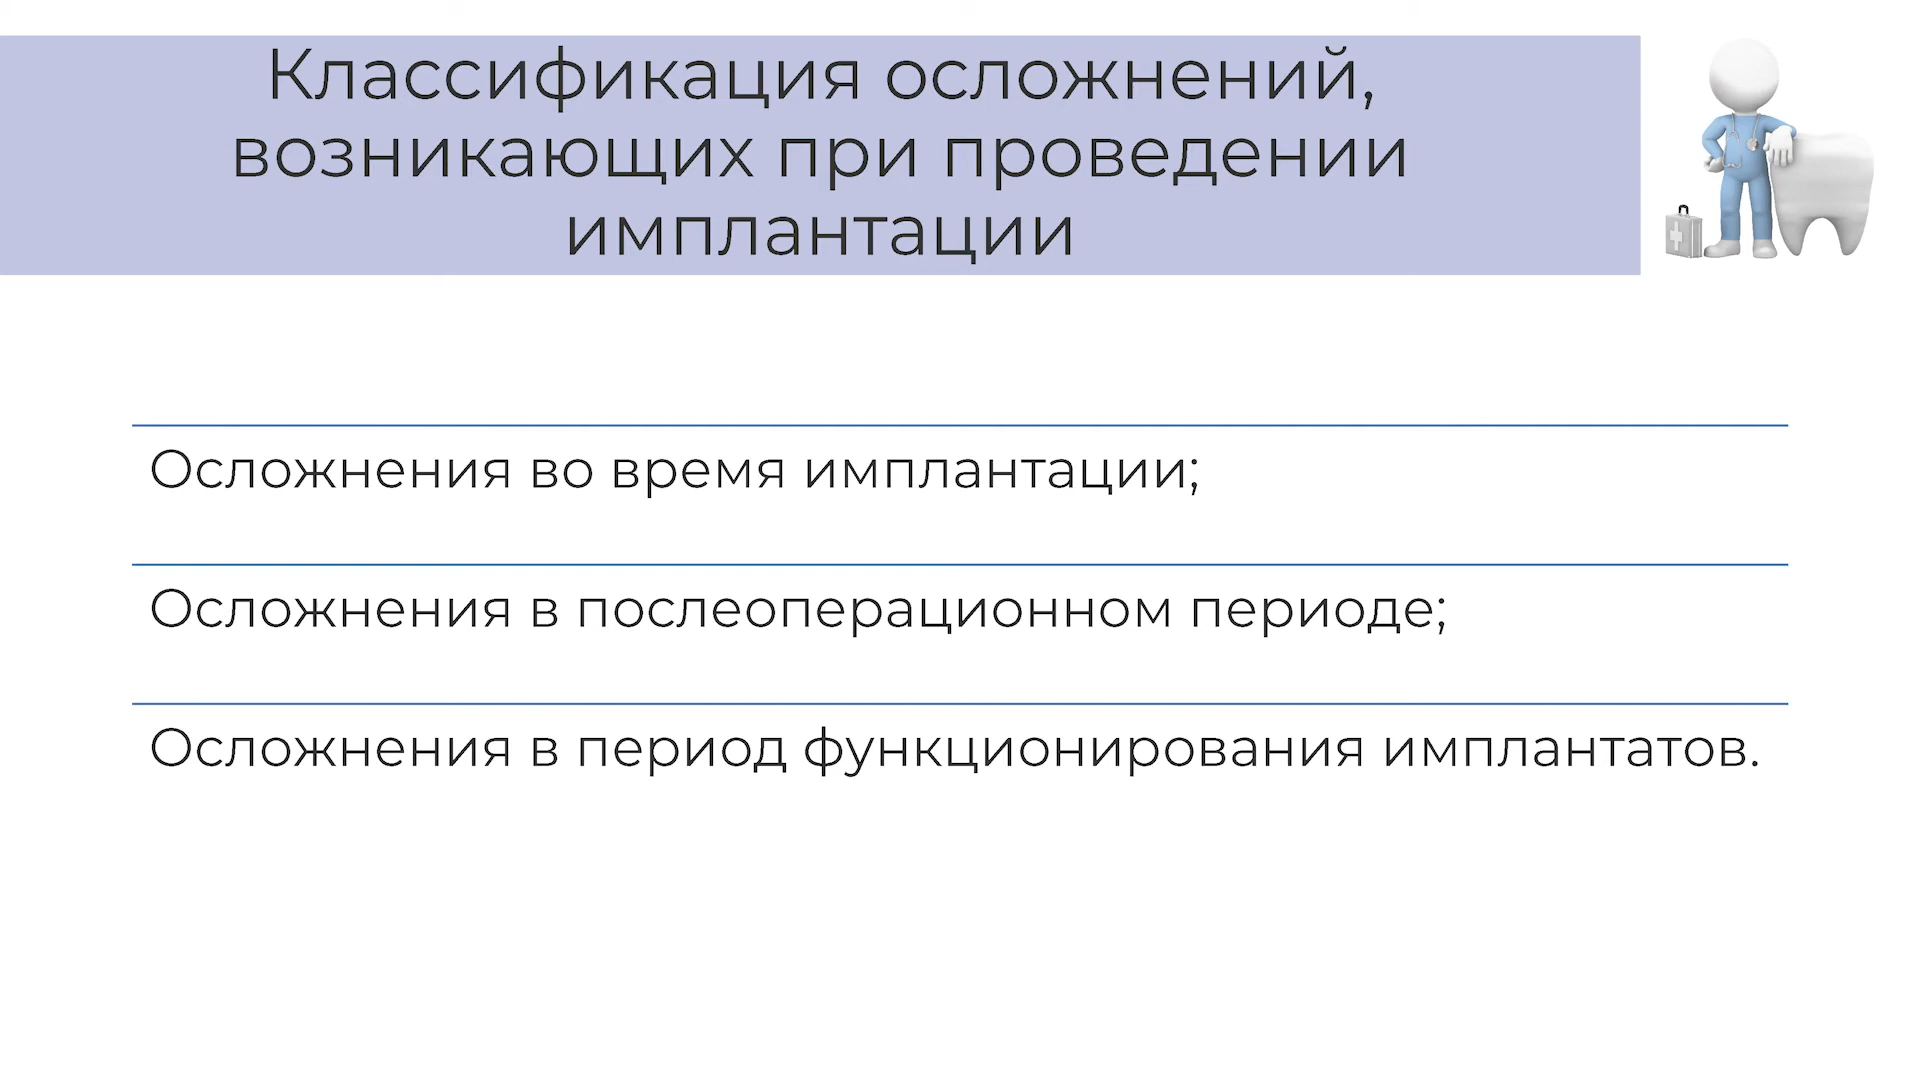 Классификация осложнений,
возникающих при проведении
имплантации
Осложнения во время имплантации;
Осложнения в послеоперационном периоде;
Осложнения в период функционирования имплантатов.